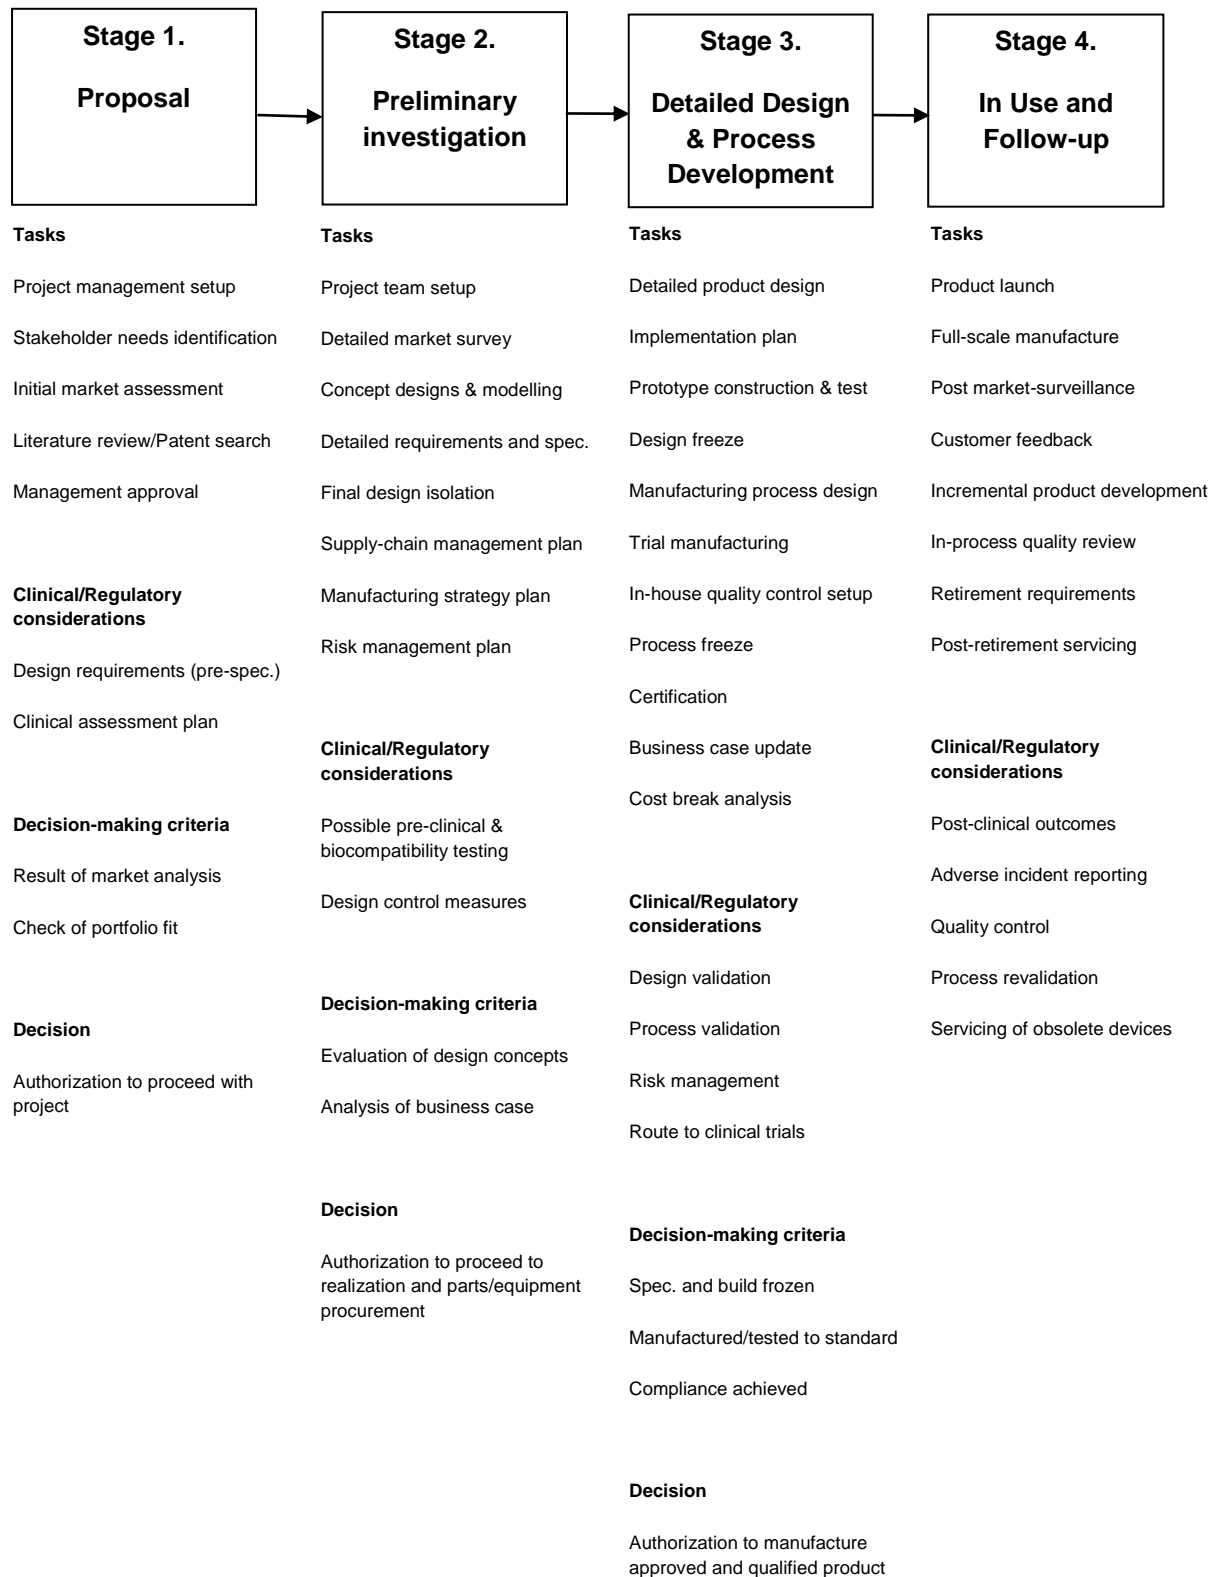 Stage 1.
Proposal
Stage 2.
Preliminary
investigation
Stage 3.
Detailed Design
& Process
Development
Stage 4.
In Use and
Follow-up
Tasks
Project management setup
Stakeholder needs identification
Initial market assessment
Literature review/Patent search
Management approval
Clinical/Regulatory
considerations
Design requirements (pre-spec.)
Clinical assessment plan
Decision-making criteria
Result of market analysis
Check of portfolio fit
Decision
Authorization to proceed with
project
Tasks
Project team setup
Detailed market survey
Concept designs & modelling
Detailed requirements and spec.
Final design isolation
Supply-chain management plan
Manufacturing strategy plan
Risk management plan
Clinical/Regulatory
considerations
Possible pre-clinical &
biocompatibility testing
Design control measures
Decision-making criteria
Evaluation of design concepts
Analysis of business case
Decision
Authorization to proceed to
realization and parts/equipment
procurement
Tasks
Detailed product design
Implementation plan
Prototype construction & test
Design freeze
Manufacturing process design
Trial manufacturing
In-house quality control setup
Process freeze
Certification
Business case update
Cost break analysis
Clinical/Regulatory
considerations
Design validation
Process validation
Risk management
Route to clinical trials
Decision-making criteria
Spec. and build frozen
Manufactured/tested to standard
Compliance achieved
Decision
Authorization to manufacture
approved and qualified product
Tasks
Product launch
Full-scale manufacture
Post market-surveillance
Customer feedback
Incremental product development
In-process quality review
Retirement requirements
Post-retirement servicing
Clinical/Regulatory
considerations
Post-clinical outcomes
Adverse incident reporting
Quality control
Process revalidation
Servicing of obsolete devices